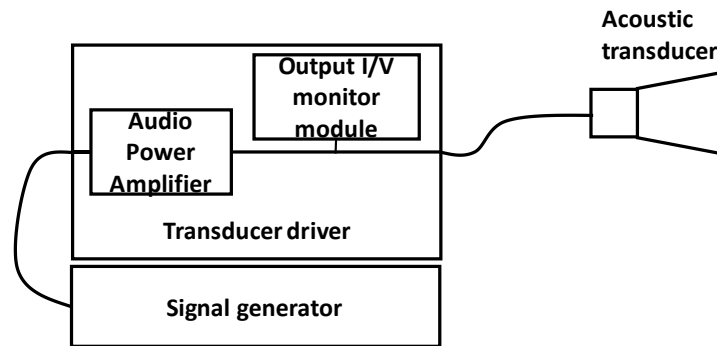 Acoustic
transducer
Output I/V
monitor
module
Audio
Power
Amplifier
Transducer driver
Signal generator